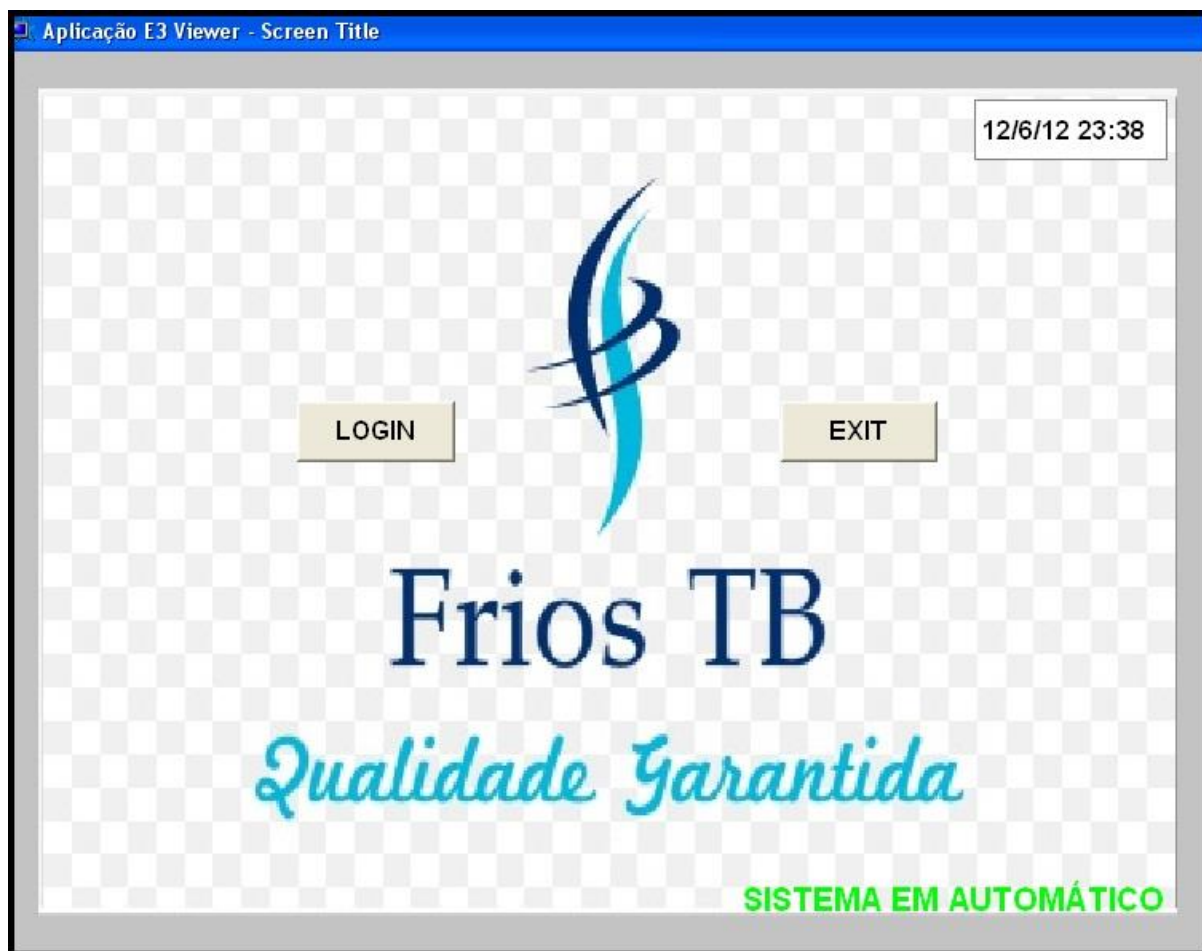 Aplicação E3 Viewer - Screen Title
12/6/12 23:38
LOGIN
EXIT
Frios TB
Qualidade Garantida
SISTEMA EM AUTOMÁTICO